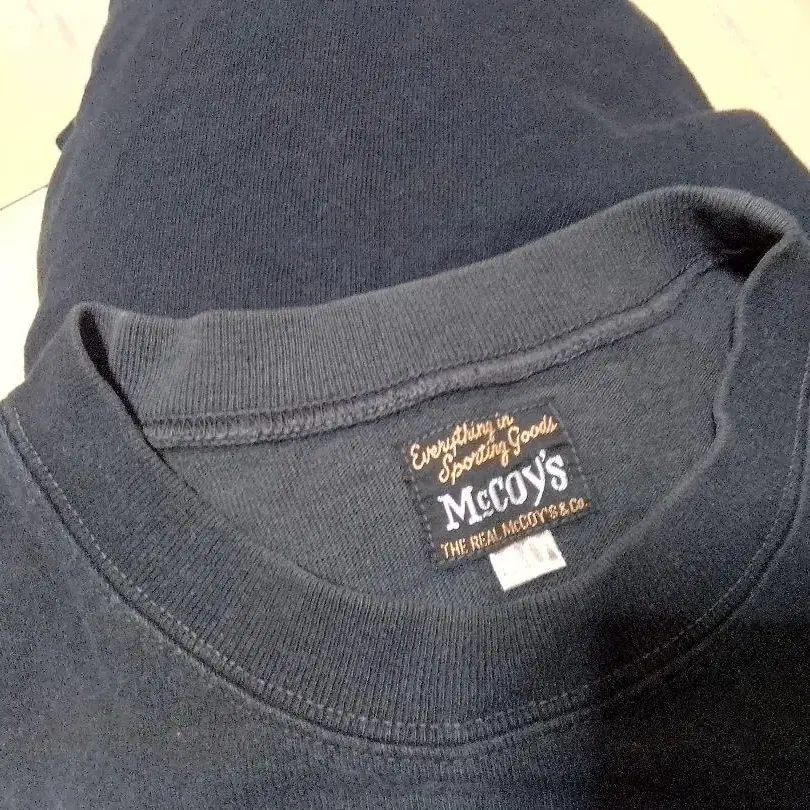 Everything in
Sporting Goods
McCOY'S
THE REAL McCOY'S & Co.